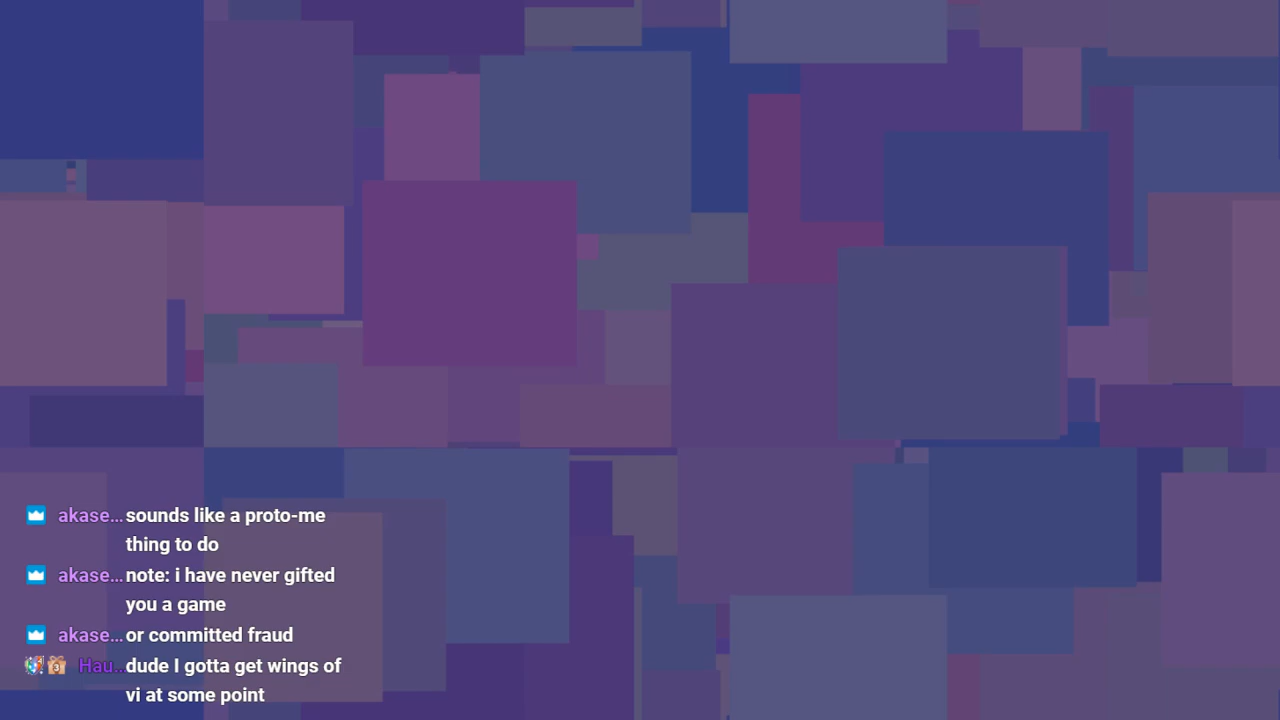 akase... sounds like a proto-me
thing to do
akase... note: i have never gifted
you a game
akase... or committed fraud
Hau... dude I gotta get wings of
vi at some point